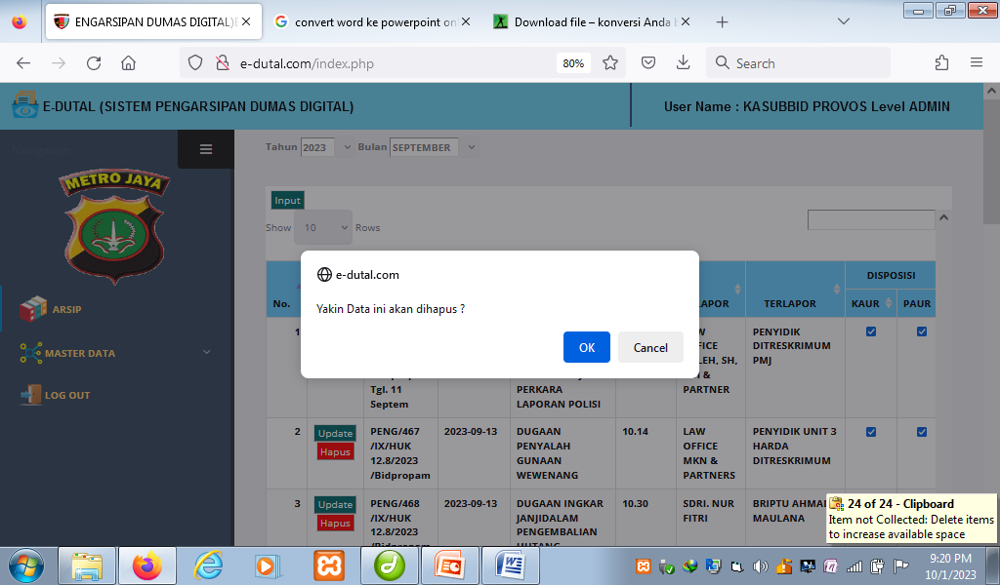 ENGARSIPAN DUMAS DIGITAL)
convert word ke powerpoint on
Download file – konversi Anda
e-dutal.com/index.php
80%
Search
E-DUTAL (SISTEM PENGARSIPAN DUMAS DIGITAL)
User Name : KASUBBID PROVOS Level ADMIN
Navigation
METRO JAYA
ARSIP
MASTER DATA
LOG OUT
Tahun 2023 Bulan SEPTEMBER
Input
Show 10 Rows
e-dutal.com
Yakin Data ini akan dihapus ?
OK Cancel
No.
TERLAPOR
DISPOSISI
KAUR
PAUR
1
Tgl. 11
Septem
PERKARA
LAPORAN POLISI
PARTNER
PENYIDIK
DITRESKRIMUM
PMJ
2
Update
Hapus
PENG/467
/IX/HUK
12.8/2023
/Bidpropam
2023-09-13
DUGAAN
PENYALAH
GUNAAN
WEWENANG
10.14
LAW
OFFICE
MKN &
PARTNERS
PENYIDIK UNIT 3
HARDA
DITRESKRIMUM
3
Update
Hapus
PENG/468
/IX/HUK
12.8/2023
/Bidpropam
2023-09-13
DUGAAN INGKAR
JANJIDALAM
PENGEMBALIAN
HUTANG
10.30
SDRI. NUR
FITRI
BRIPTU AHMAD
MAULANA
24 of 24 - Clipboard
Item not Collected: Delete items
to increase available space
9:20 PM
10/1/2023